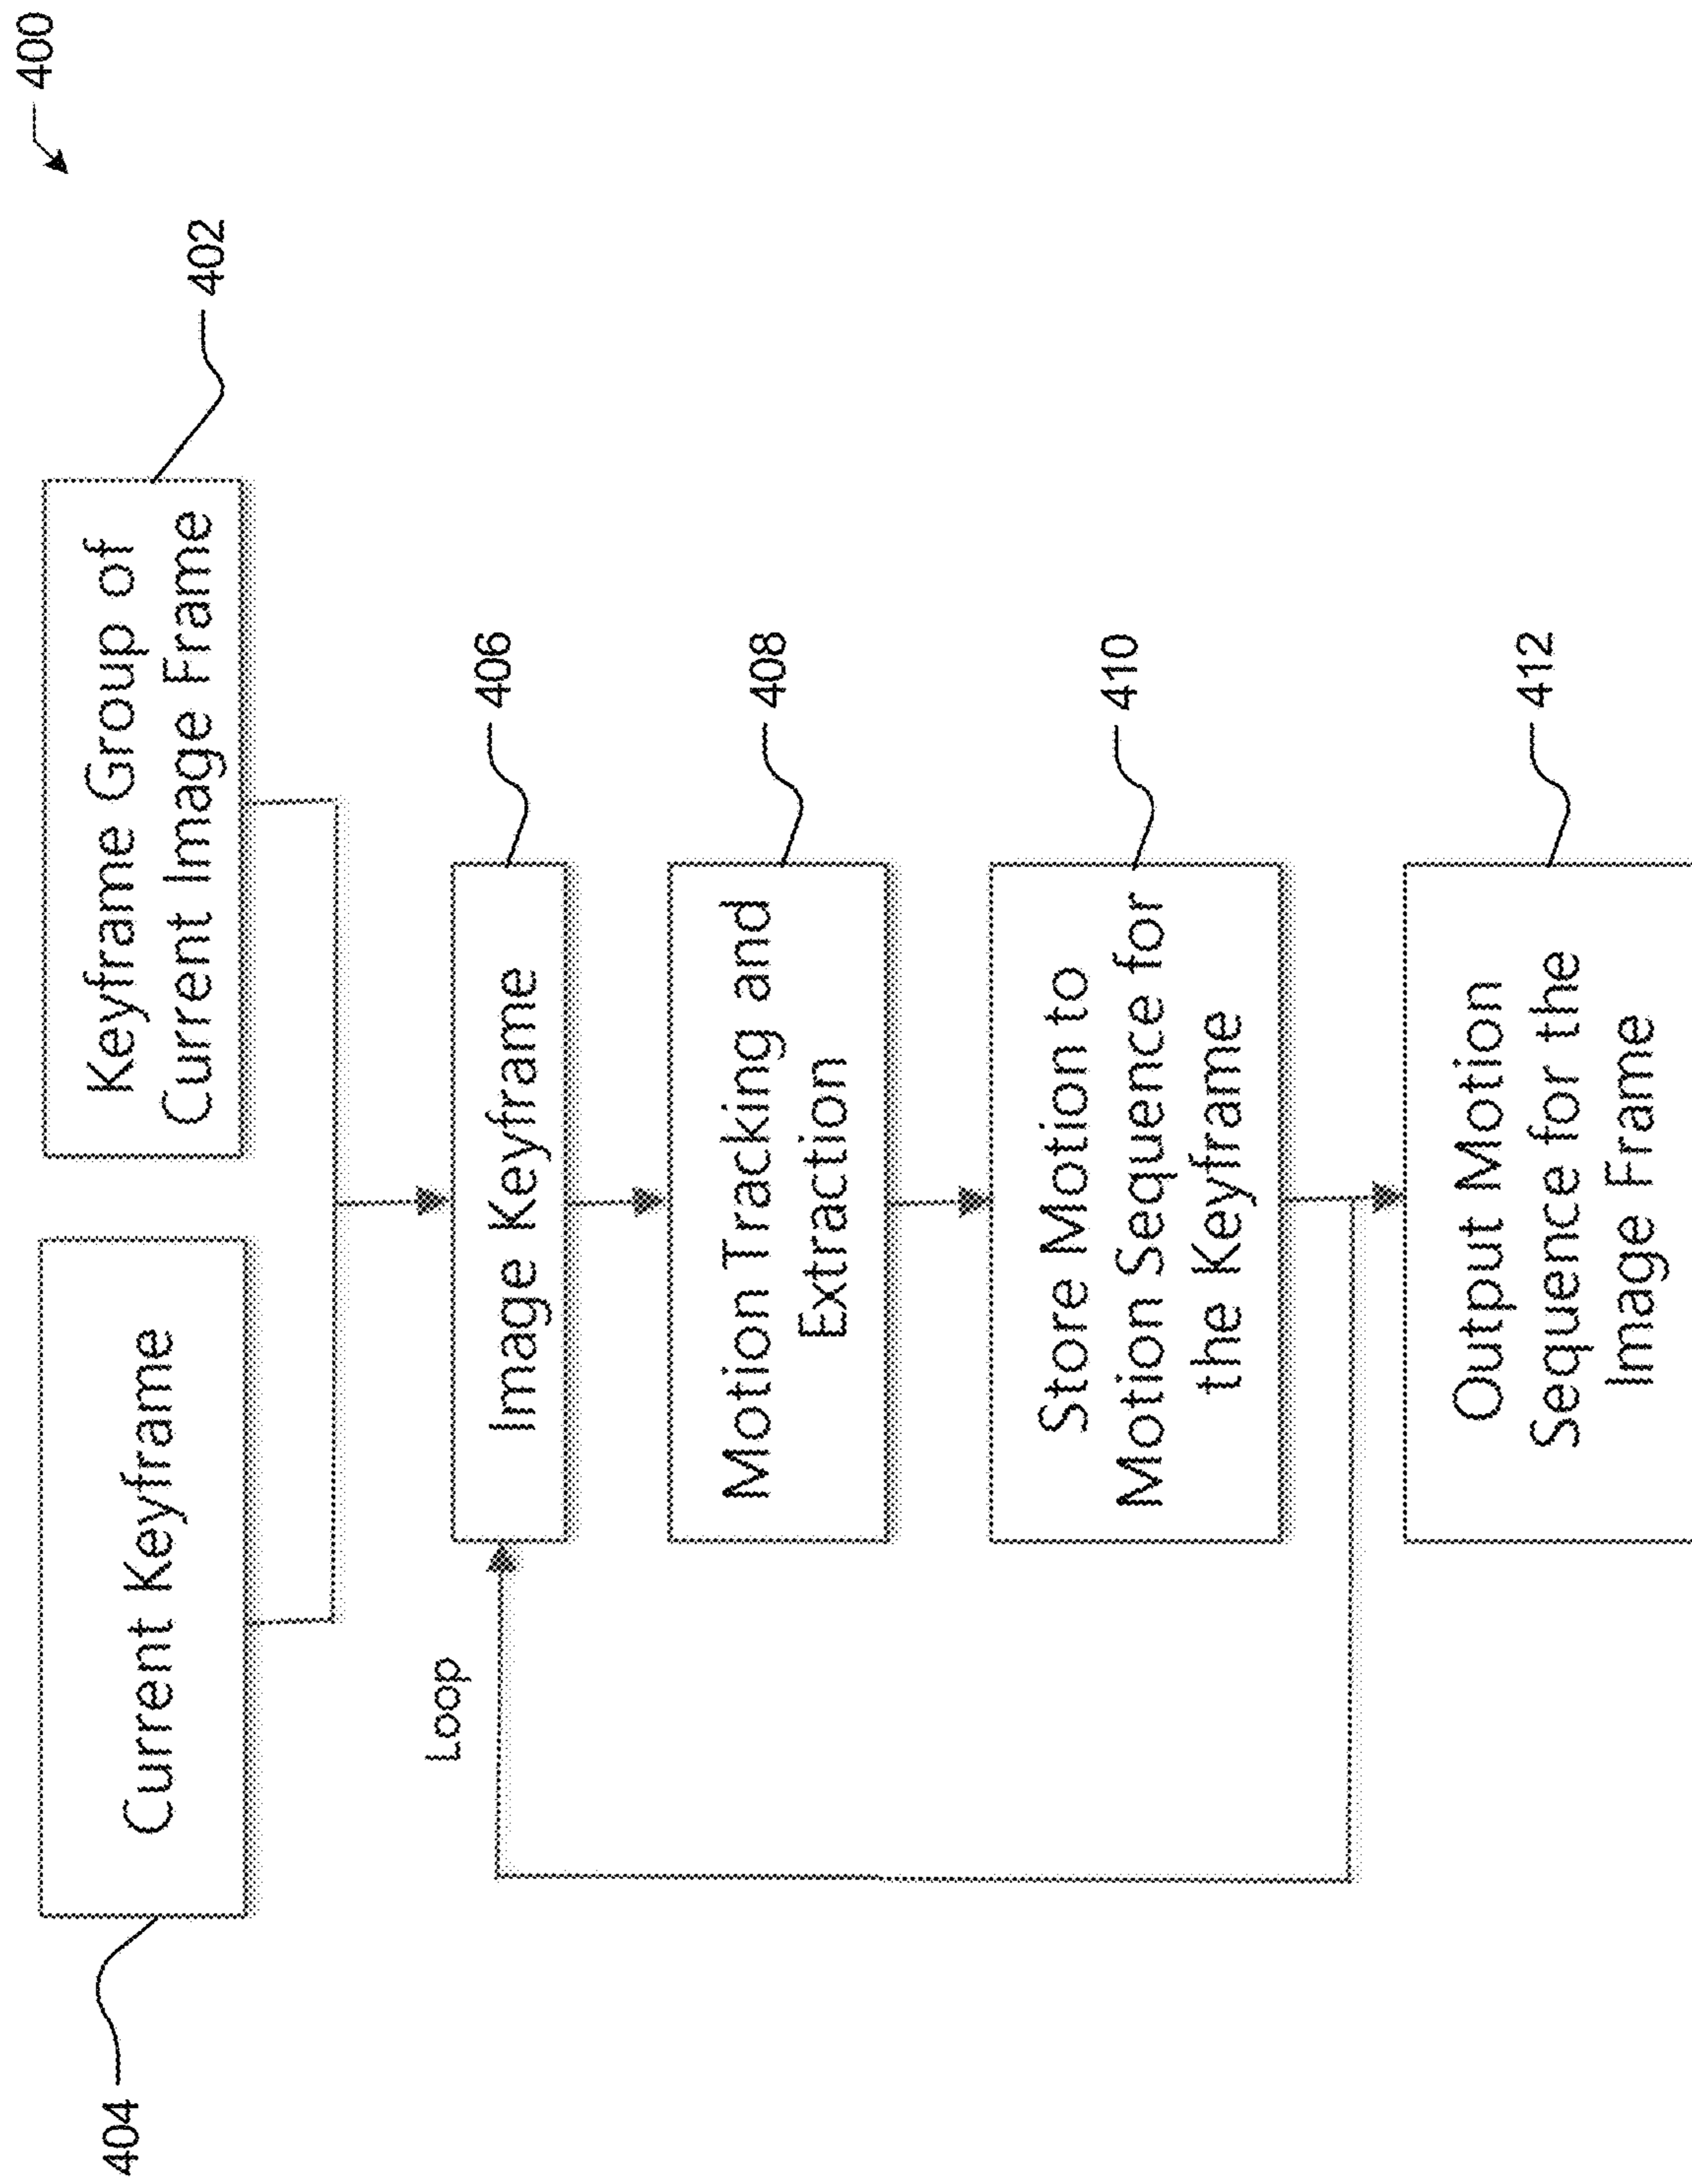 400
402
Keyframe Group of
Current Image Frame
404
Current Keyframe
Loop
406
Image Keyframe
408
Motion Tracking and
Extraction
410
Store Motion to
Motion Sequence for
the Keyframe
412
Output Motion
Sequence for the
Image Frame